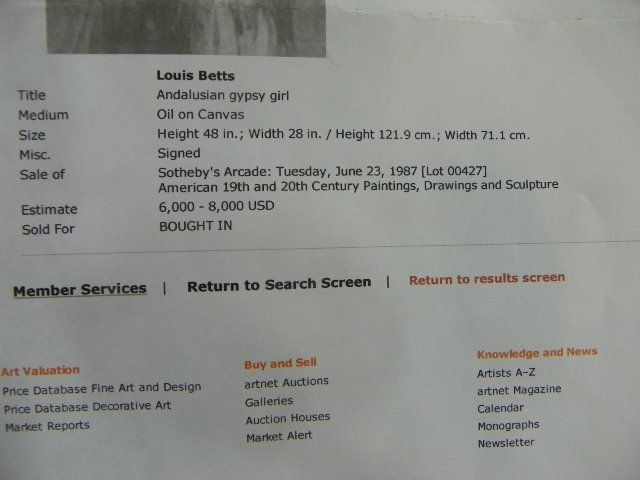 Louis Betts
Title Andalusian gypsy girl
Medium Oil on Canvas
Size Height 48 in.; Width 28 in. / Height 121.9 cm.; Width 71.1 cm.
Misc. Signed
Sale of Sotheby's Arcade: Tuesday, June 23, 1987 [Lot 00427]
American 19th and 20th Century Paintings, Drawings and Sculpture
Estimate 6,000 - 8,000 USD
Sold For BOUGHT IN
Member Services | Return to Search Screen | Return to results screen
Art Valuation
Price Database Fine Art and Design
Price Database Decorative Art
Market Reports
Buy and Sell
artnet Auctions
Galleries
Auction Houses
Market Alert
Knowledge and News
Artists A–Z
artnet Magazine
Calendar
Monographs
Newsletter